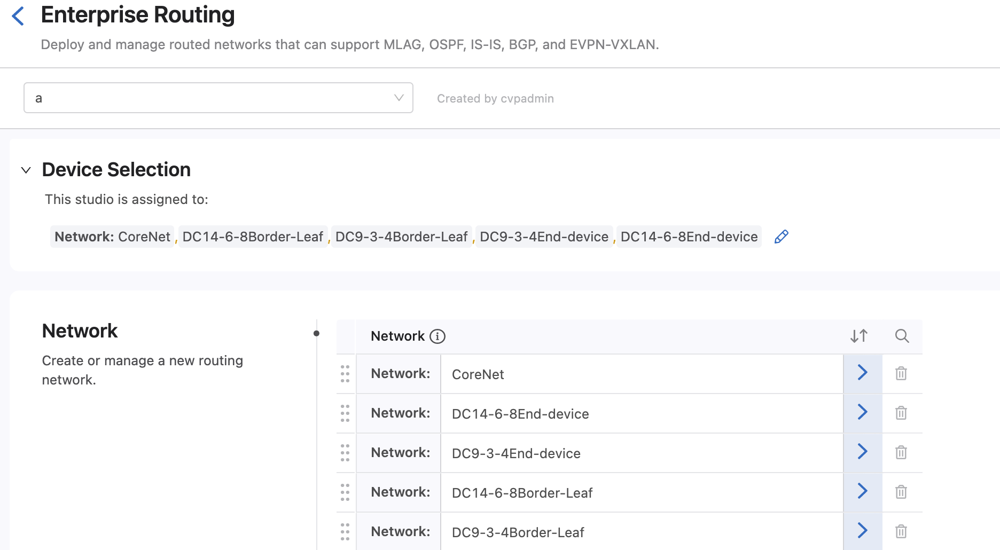 Enterprise Routing
Deploy and manage routed networks that can support MLAG, OSPF, IS-IS, BGP, and EVPN-VXLAN.
a
Created by cvpadmin
Device Selection
This studio is assigned to:
Network: CoreNet, DC14-6-8Border-Leaf, DC9-3-4Border-Leaf, DC9-3-4End-device, DC14-6-8End-device
Network
Create or manage a new routing
network.
Network
Network: CoreNet
Network: DC14-6-8End-device
Network: DC9-3-4End-device
Network: DC14-6-8Border-Leaf
Network: DC9-3-4Border-Leaf